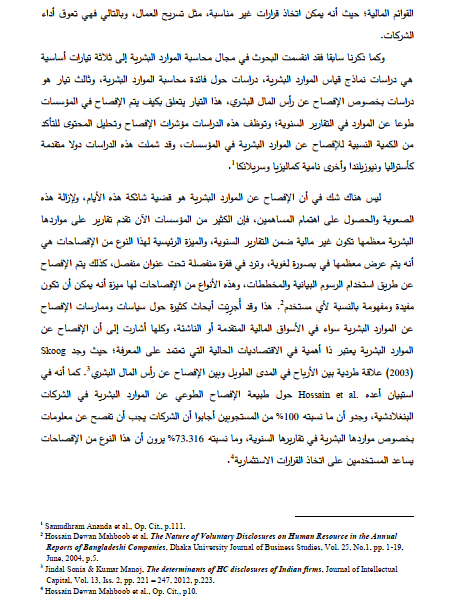 القوائم المالية؛ حيث أنه يمكن اتخاذ قرارات غير مناسبة، مثل تسريح العمال، وبالتالي فهي تعوق أداء
الشركات.
وكما ذكرنا سابقا فقد انقسمت البحوث في مجال محاسبة الموارد البشرية إلى ثلاثة تيارات أساسية
هي دراسات نماذج قياس الموارد البشرية، دراسات حول فائدة محاسبة الموارد البشرية، وثالث تيار هو
دراسات بخصوص الإفصاح عن رأس المال البشري، هذا التيار يتعلق بكيف يتم الإفصاح في المؤسسات
طوعا عن الموارد في التقارير السنوية؛ وتوظف هذه الدراسات مؤشرات الإفصاح وتحليل المحتوى للتأكد
من الكمية النسبية للإفصاح عن الموارد البشرية في المؤسسات، وقد شملت هذه الدراسات دولا متقدمة
كأستراليا ونيوزيلندا وأخرى نامية كماليزيا وسريلانكا1.
ليس هناك شك في أن الإفصاح عن الموارد البشرية هو قضية شائكة هذه الأيام، ولإزالة هذه
الصعوبة والحصول على اهتمام المساهمين، فإن الكثير من المؤسسات الآن تقدم تقارير على مواردها
البشرية معظمها تكون غير مالية ضمن التقارير السنوية، والميزة الرئيسية لهذا النوع من الإفصاحات هي
أنه يتم عرض معظمها في بصورة لغوية، وترد في فقرة منفصلة تحت عنوان منفصل، كذلك يتم الإفصاح
عن طريق استخدام الرسوم البيانية والمخططات، وهذه الأنواع من الإفصاحات لها ميزة أنه يمكن أن تكون
مفيدة ومفهومة بالنسبة لأي مستخدم2. هذا وقد أُجريَت أبحاث كثيرة حول سياسات وممارسات الإفصاح
عن الموارد البشرية سواء في الأسواق المالية المتقدمة أو الناشئة، وكلها أشارت إلى أن الإفصاح عن
الموارد البشرية يعتبر ذا أهمية في الاقتصاديات الحالية التي تعتمد على المعرفة؛ حيث وجد Skoog
(2003) علاقة طردية بين الأرباح في المدى الطويل وبين الإفصاح عن رأس المال البشري3. كما أنه في
استبيان أعده Hossain et al. حول طبيعة الإفصاح الطوعي عن الموارد البشرية في الشركات
البنغلادشية، وجدو أن ما نسبته 100% من المستجوبين أجابوا أن الشركات يجب أن تفصح عن معلومات
بخصوص مواردها البشرية في تقاريرها السنوية، وما نسبته 73.316% يرون أن هذا النوع من الإفصاحات
يساعد المستخدمين على اتخاذ القرارات الاستثمارية4.
1 Samudhram Ananda et al., Op. Cit., p.111.
2 Hossain Dewan Mahboob et al, The Nature of Voluntary Disclosures on Human Resource in the Annual
Reports of Bangladeshi Companies, Dhaka University Journal of Business Studies, Vol. 25, No.1, pp. 1-19,
June, 2004, p.5.
3 Jindal Sonia & Kumar Manoj, The determinants of HC disclosures of Indian firms, Journal of Intellectual
Capital, Vol. 13, Iss, 2, pp. 221 – 247, 2012, p.223.
4 Hossain Dewan Mahboob et al., Op. Cit., p10.